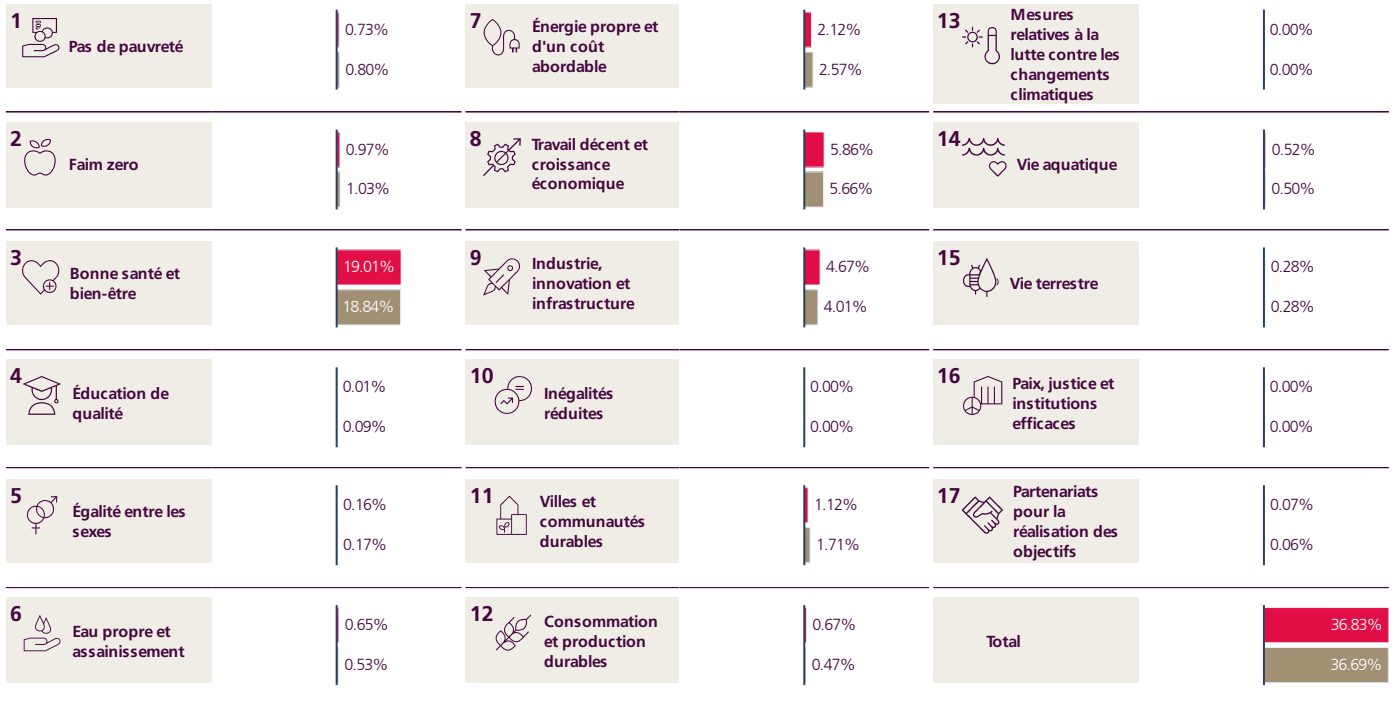 1
Pas de pauvreté
0.73%
0.80%
2
Faim zero
0.97%
1.03%
3
Bonne santé et
bien-être
19.01%
18.84%
4
Éducation de
qualité
0.01%
0.09%
5
Égalité entre les
sexes
0.16%
0.17%
6
Eau propre et
assainissement
0.65%
0.53%
7
Énergie propre et
d'un coût
abordable
2.12%
2.57%
8
Travail décent et
croissance
économique
5.86%
5.66%
9
Industrie,
innovation et
infrastructure
4.67%
4.01%
10
Inégalités
réduites
0.00%
0.00%
11
Villes et
communautés
durables
1.12%
1.71%
12
Consommation
et production
durables
0.67%
0.47%
13
Mesures
relatives à la
lutte contre les
changements
climatiques
0.00%
0.00%
14
Vie aquatique
0.52%
0.50%
15
Vie terrestre
0.28%
0.28%
16
Paix, justice et
institutions
efficaces
0.00%
0.00%
17
Partenariats
pour la
réalisation des
objectifs
0.07%
0.06%
Total
36.83%
36.69%